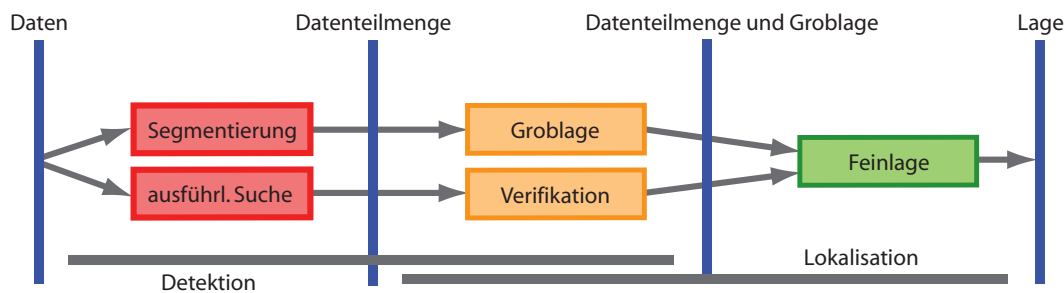 Daten
Datenteilmenge
Datenteilmenge und Groblage
Lage
Segmentierung
Groblage
Feinlage
ausführl. Suche
Verifikation
Detektion
Lokalisation